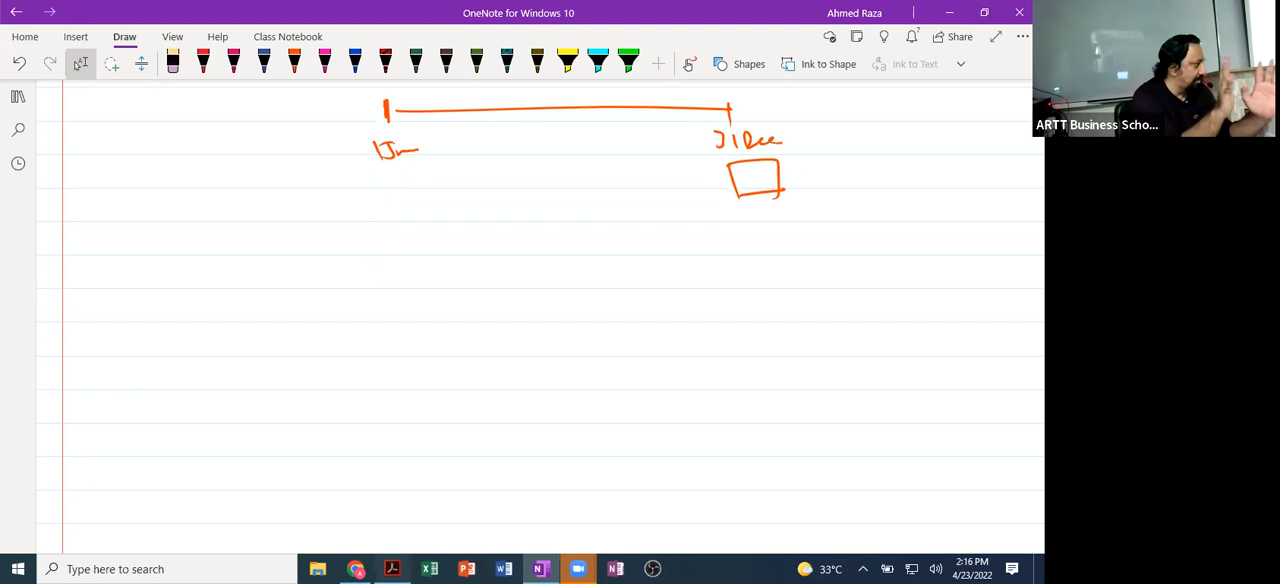 OneNote for Windows 10
Ahmed Raza
Home Insert Draw View Help Class Notebook
Share
Shapes Ink to Shape Ink to Text
ARTT Business Scho...
1 Jan
31 Dec
Type here to search
33°C
2:16 PM
4/23/2022